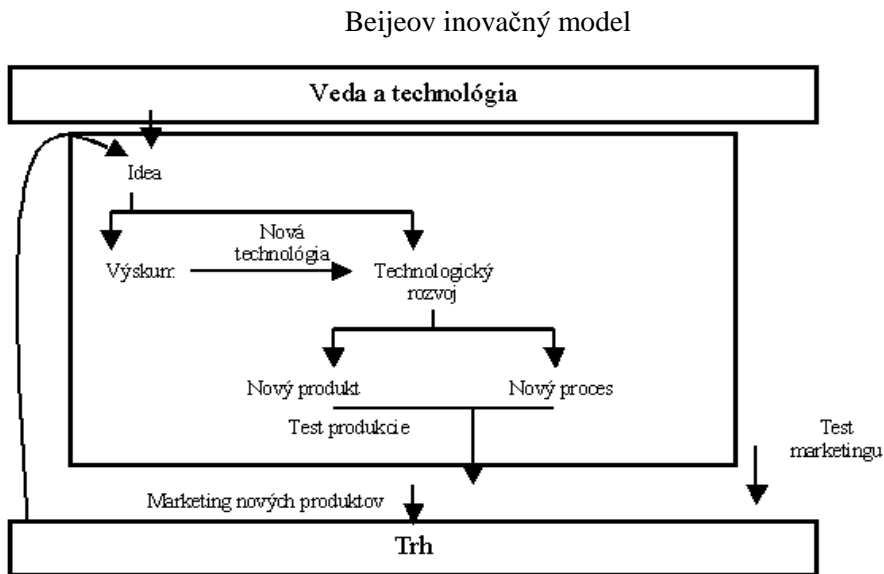 Beijeov inovačný model
Veda a technológia
Idea
Nová
technológia
Výskum
Technologický
rozvoj
Nový produkt
Nový proces
Test produkcie
Test
marketingu
Marketing nových produktov
Trh